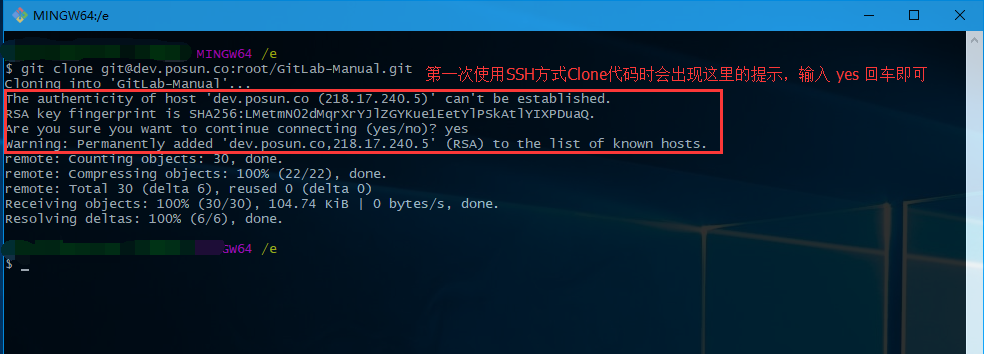 MINGW64:/e
MINGW64 /e
$ git clone git@dev.posun.co:root/GitLab-Manual.git
第一次使用SSH方式Clone代码时会出现这里的提示，输入 yes 回车即可
Cloning into 'GitLab-Manual'...
The authenticity of host 'dev.posun.co (218.17.240.5)' can't be established.
RSA key fingerprint is SHA256:LMetmNO2dMqrXrYJlZGYKue1EetYlPSkAtlYIXPDuaQ.
Are you sure you want to continue connecting (yes/no)? yes
Warning: Permanently added 'dev.posun.co,218.17.240.5' (RSA) to the list of known hosts.
remote: Counting objects: 30, done.
remote: Compressing objects: 100% (22/22), done.
remote: Total 30 (delta 6), reused 0 (delta 0)
Receiving objects: 100% (30/30), 104.74 KiB | 0 bytes/s, done.
Resolving deltas: 100% (6/6), done.
GW64 /e
$